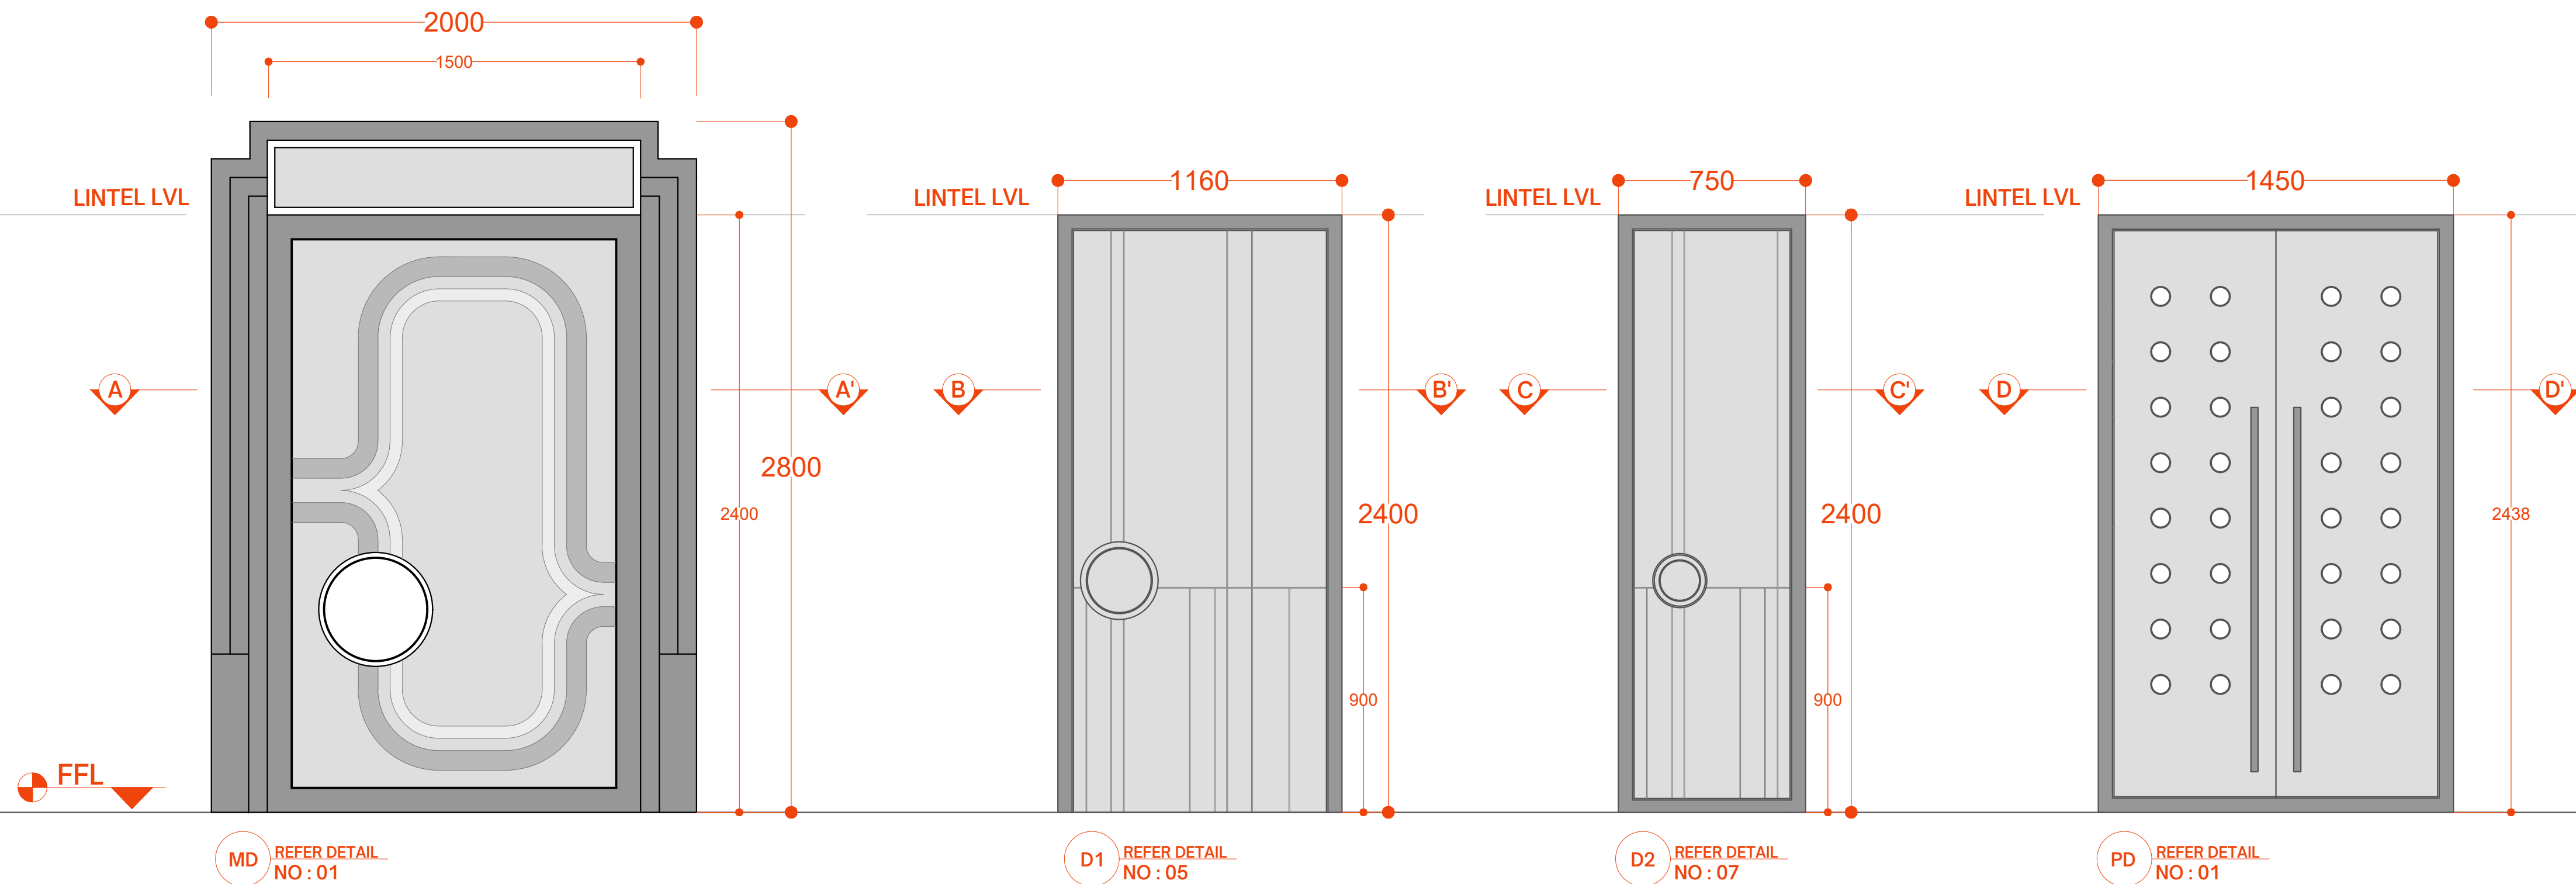 2000
1500
1160
750
1450
LINTEL LVL
LINTEL LVL
LINTEL LVL
LINTEL LVL
A
A'
B
B'
C
C'
D
D'
2800
2400
2400
2400
2438
900
900
FFL
MD
REFER DETAIL
NO : 01
D1
REFER DETAIL
NO : 05
D2
REFER DETAIL
NO : 07
PD
REFER DETAIL
NO : 01